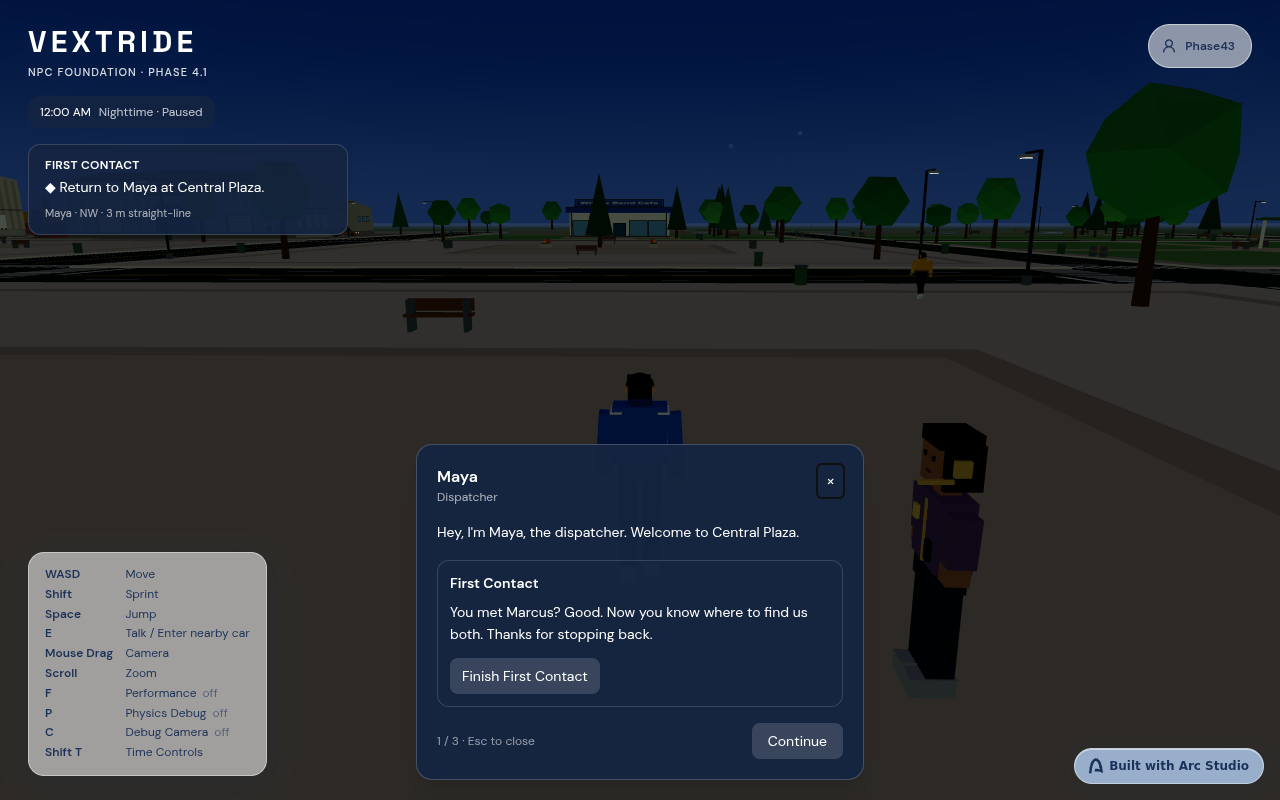 VEXTRIDE
NPC FOUNDATION · PHASE 4.1
12:00 AM Nighttime · Paused
FIRST CONTACT
◆ Return to Maya at Central Plaza.
Maya · NW · 3 m straight-line
Phase43
Maya
Dispatcher
×
Hey, I'm Maya, the dispatcher. Welcome to Central Plaza.
First Contact
You met Marcus? Good. Now you know where to find us
both. Thanks for stopping back.
Finish First Contact
1 / 3 · Esc to close
Continue
WASD Move
Shift Sprint
Space Jump
E Talk / Enter nearby car
Mouse Drag Camera
Scroll Zoom
F Performance off
P Physics Debug off
C Debug Camera off
Shift T Time Controls
Built with Arc Studio